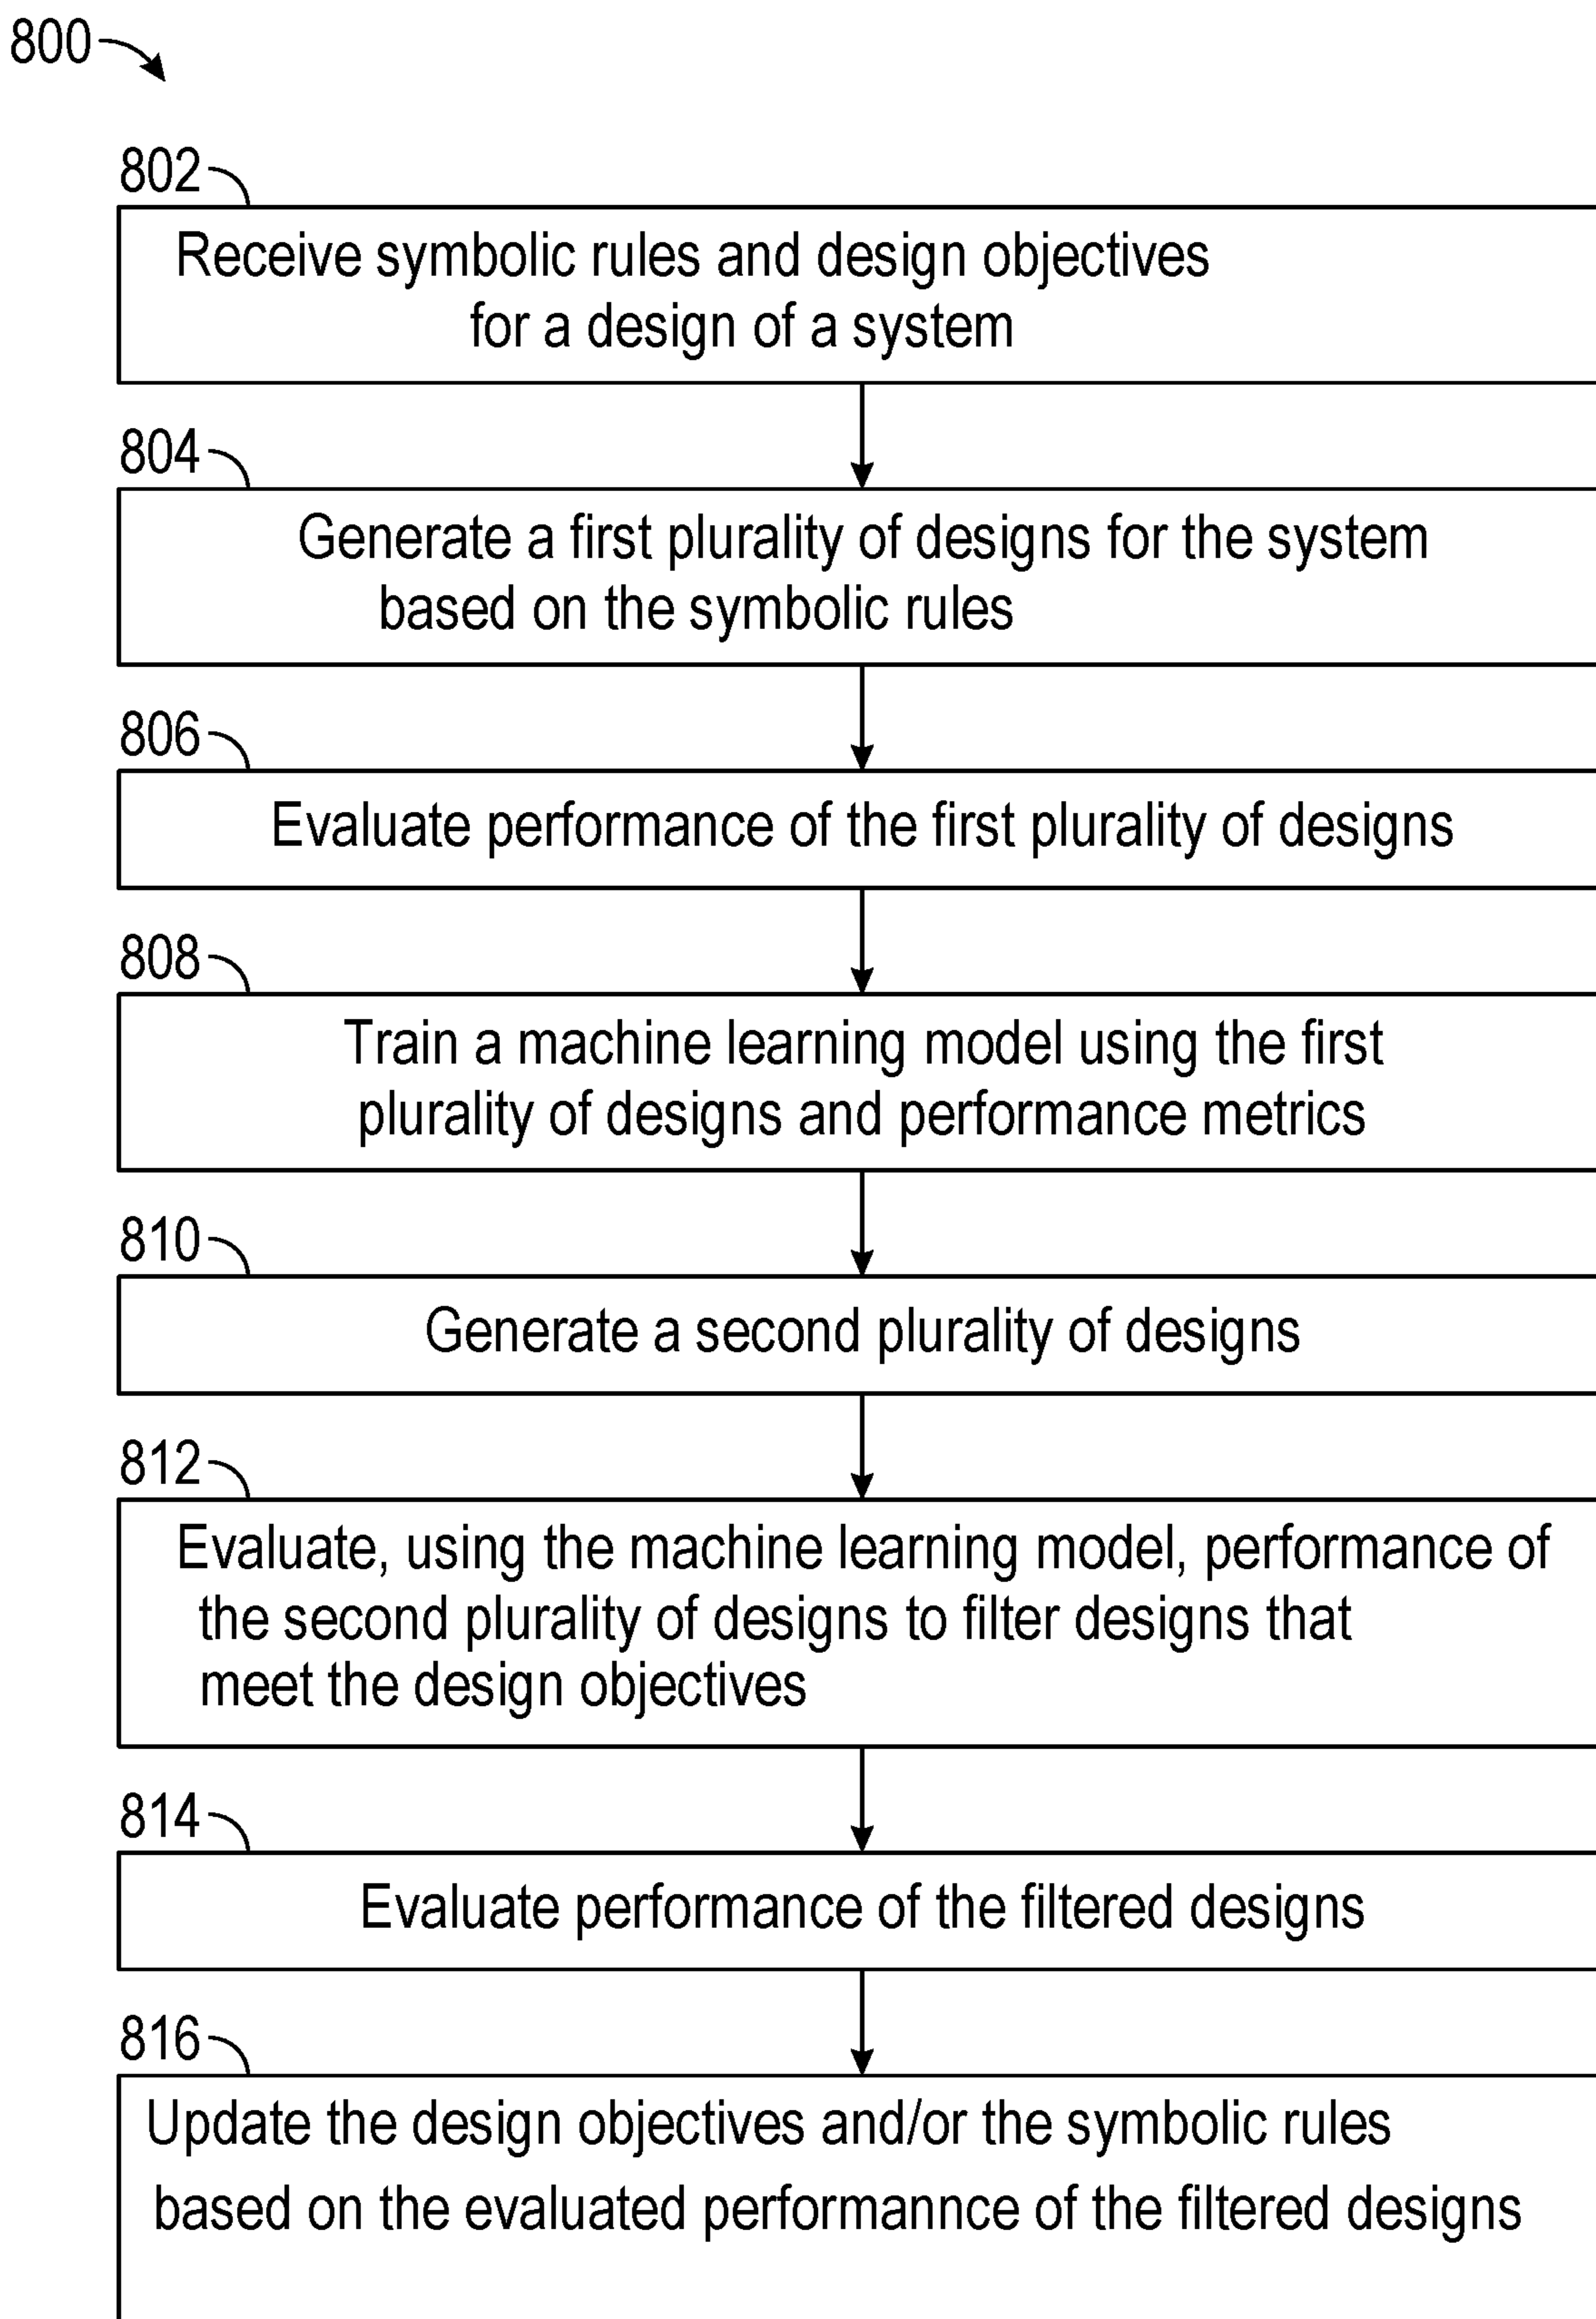 800
802
Receive symbolic rules and design objectives
for a design of a system
804
Generate a first plurality of designs for the system
based on the symbolic rules
806
Evaluate performance of the first plurality of designs
808
Train a machine learning model using the first
plurality of designs and performance metrics
810
Generate a second plurality of designs
812
Evaluate, using the machine learning model, performance of
the second plurality of designs to filter designs that
meet the design objectives
814
Evaluate performance of the filtered designs
816
Update the design objectives and/or the symbolic rules
based on the evaluated performannce of the filtered designs